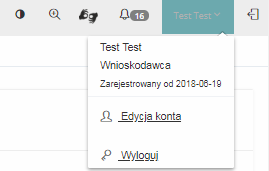 16 Test Test
Test Test
Wnioskodawca
Zarejestrowany od 2018-06-19
Edycja konta
Wyloguj